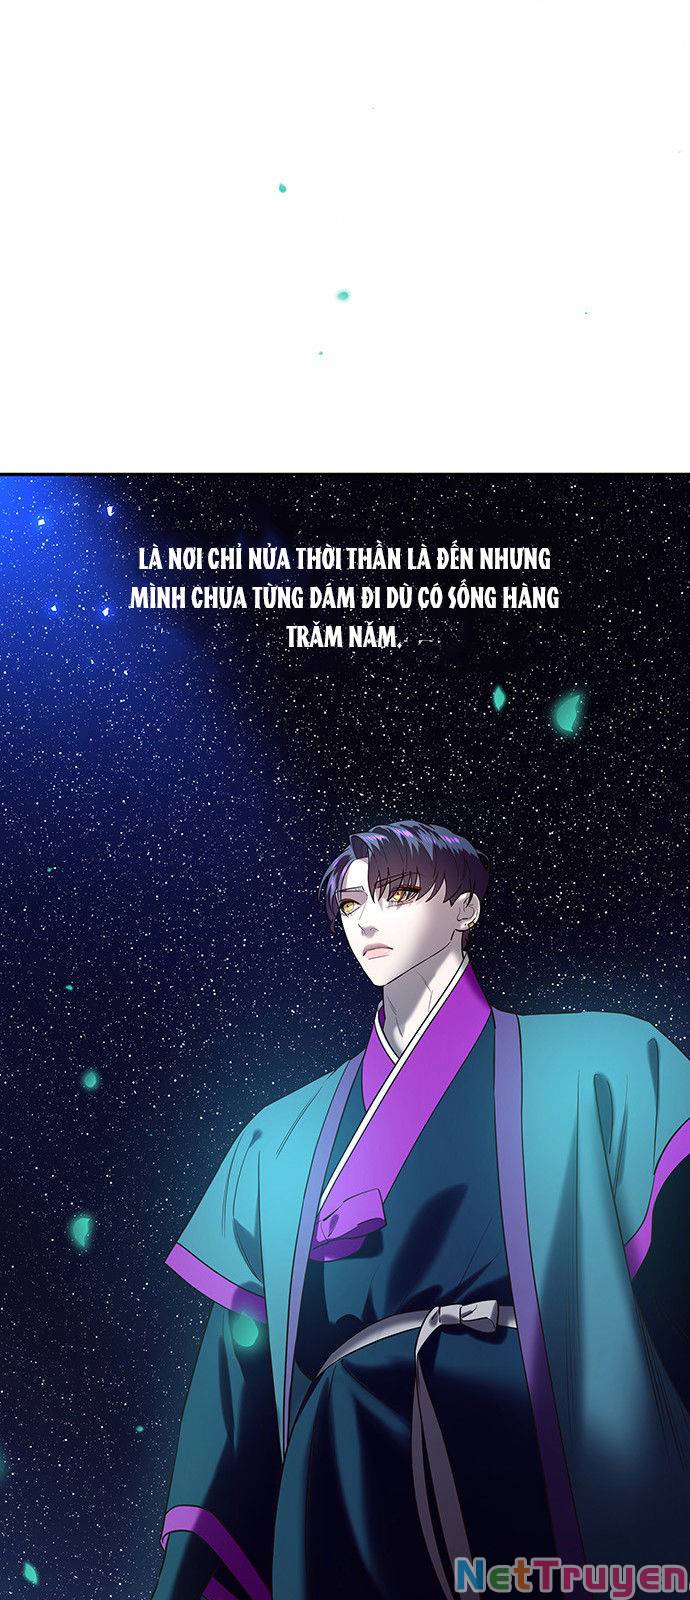 LÀ NƠI CHỈ NỬA THỜI THẦN LÀ ĐẾN NHƯNG
MÌNH CHƯA TỪNG DÁM ĐI DÙ CÓ SỐNG HÀNG
TRĂM NĂM.
NetTruyen